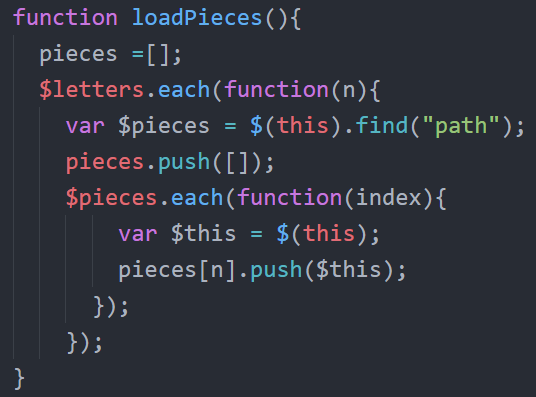 function loadPieces(){
  pieces =[];
  $letters.each(function(n){
    var $pieces = $(this).find("path");
    pieces.push([]);
    $pieces.each(function(index){
        var $this = $(this);
        pieces[n].push($this);
      });
    });
}